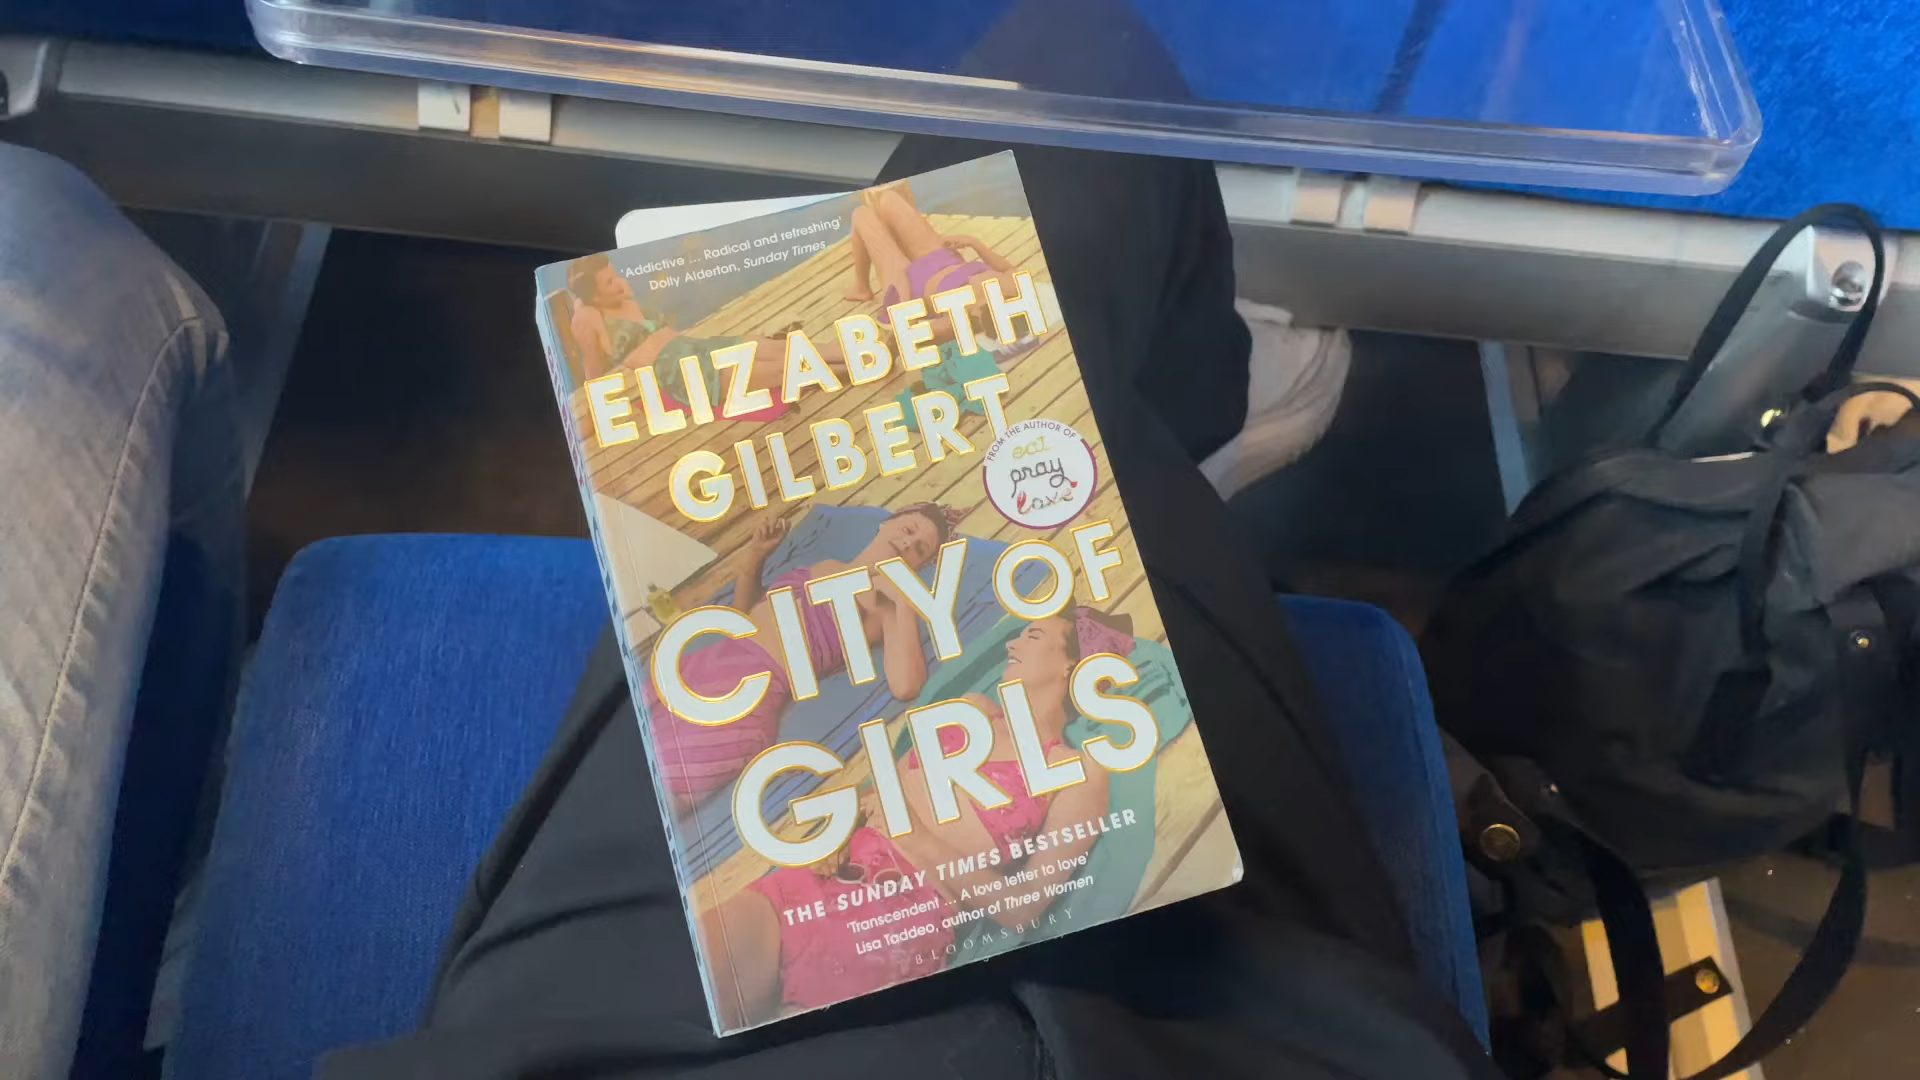 'Addictive ... Radical and refreshing'
Dolly Alderton, Sunday Times
ELIZABETH
GILBERT
FROM THE AUTHOR OF
eat
pray
love
CITY OF
GIRLS
THE SUNDAY TIMES BESTSELLER
'Transcendent ... A love letter to love'
Lisa Taddeo, author of Three Women
BLOOMSBURY